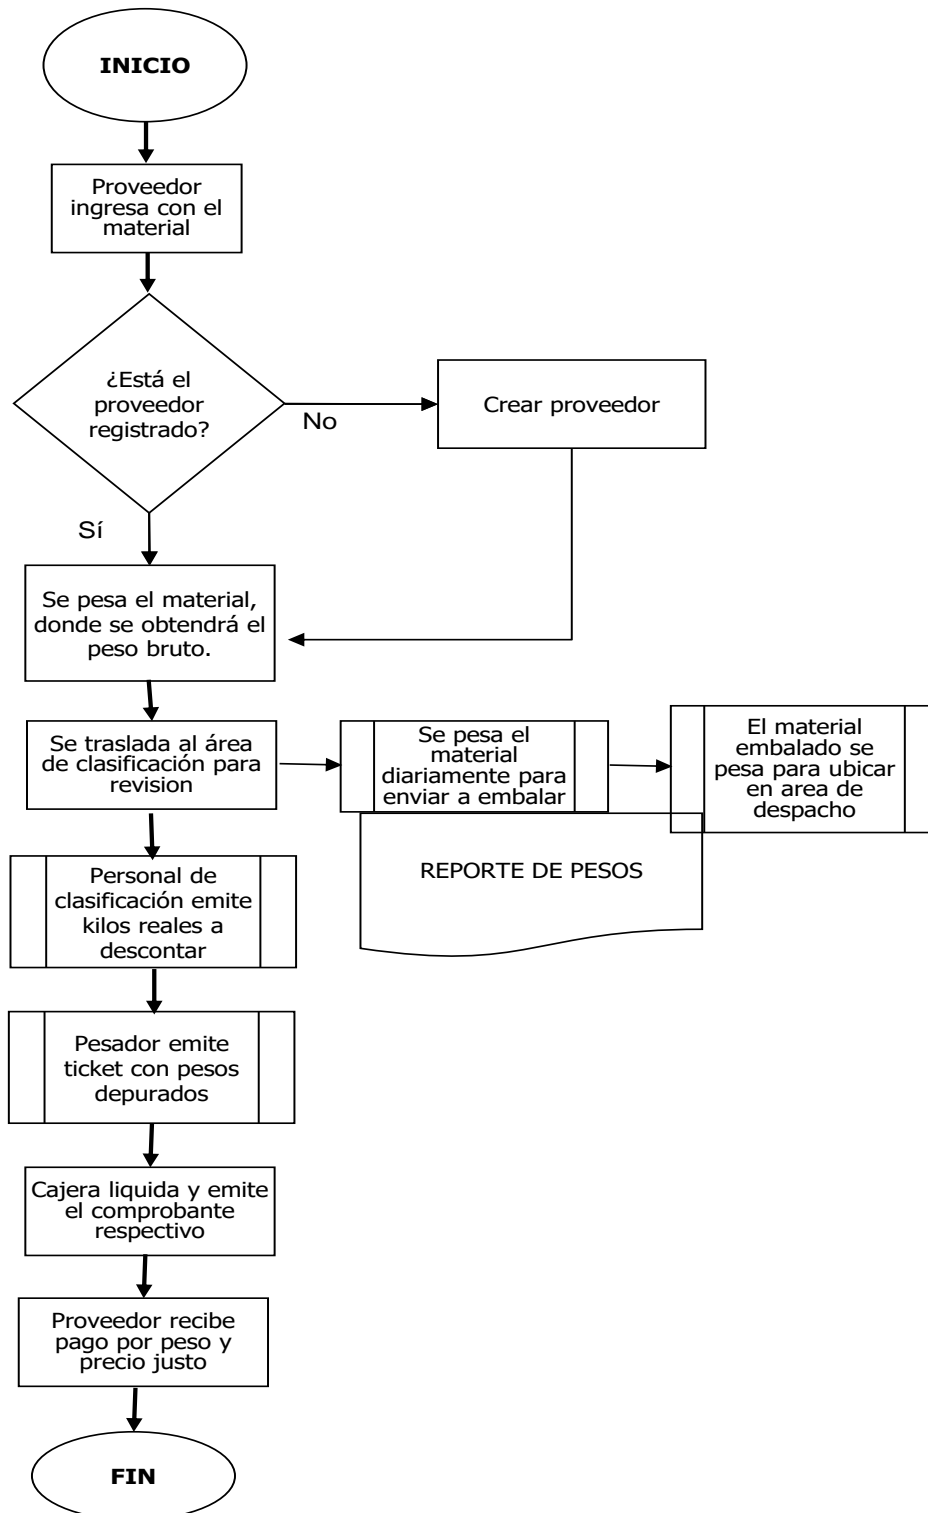 INICIO
Proveedor
ingresa con el
material
¿Está el
proveedor
registrado?
No
Crear proveedor
Sí
Se pesa el material,
donde se obtendrá el
peso bruto.
Se traslada al área
de clasificación para
revision
Se pesa el
material
diariamente para
enviar a embalar
El material
embalado se
pesa para ubicar
en area de
despacho
REPORTE DE PESOS
Personal de
clasificación emite
kilos reales a
descontar
Pesador emite
ticket con pesos
depurados
Cajera liquida y emite
el comprobante
respectivo
Proveedor recibe
pago por peso y
precio justo
FIN